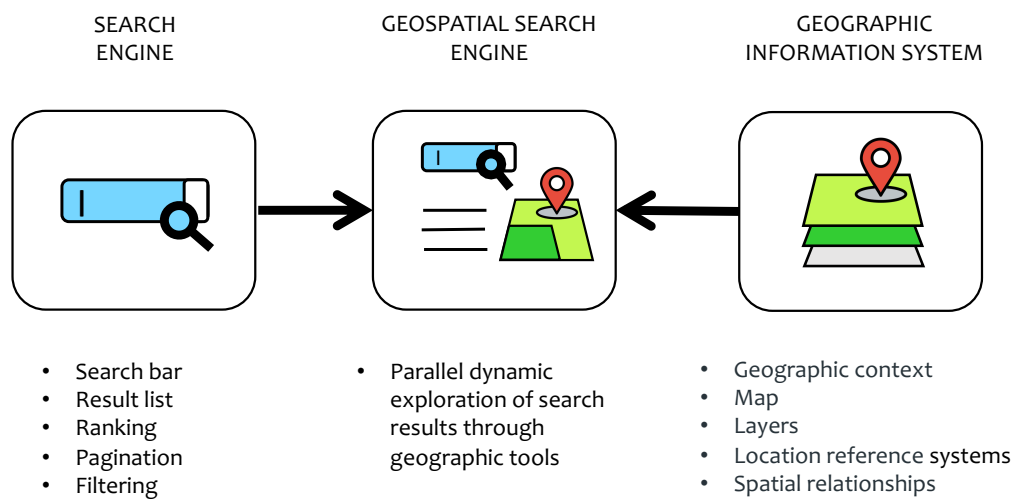 SEARCH
ENGINE
GEOSPATIAL SEARCH
ENGINE
GEOGRAPHIC
INFORMATION SYSTEM
• Search bar
• Result list
• Ranking
• Pagination
• Filtering
• Parallel dynamic
exploration of search
results through
geographic tools
• Geographic context
• Map
• Layers
• Location reference systems
• Spatial relationships